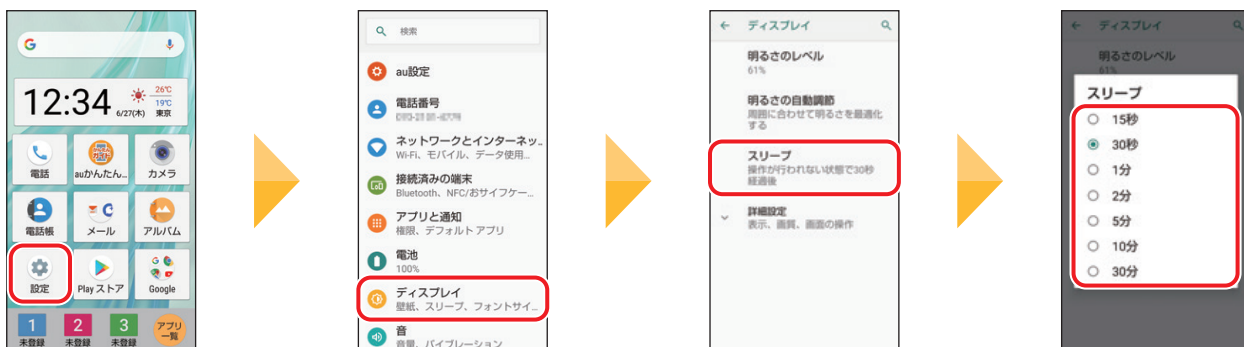 12:34
6/27(木)
26℃
19℃
東京
電話
auかんたん...
カメラ
電話帳
メール
アルバム
設定
Play ストア
Google
1
2
3
未登録
未登録
未登録
アプリ
一覧
検索
au設定
電話番号
ネットワークとインターネッ..
Wi-Fi、モバイル、データ使用...
接続済みの端末
Bluetooth、NFC/おサイフケー...
アプリと通知
権限、デフォルト アプリ
電池
100%
ディスプレイ
壁紙、スリープ、フォントサイ...
音
音量、バイブレーション
ディスプレイ
明るさのレベル
61%
明るさの自動調節
周囲に合わせて明るさを最適化
する
スリープ
操作が行われない状態で30秒
経過後
詳細設定
表示、画質、画面の操作
ディスプレイ
明るさのレベル
61%
スリープ
15秒
30秒
1分
2分
5分
10分
30分